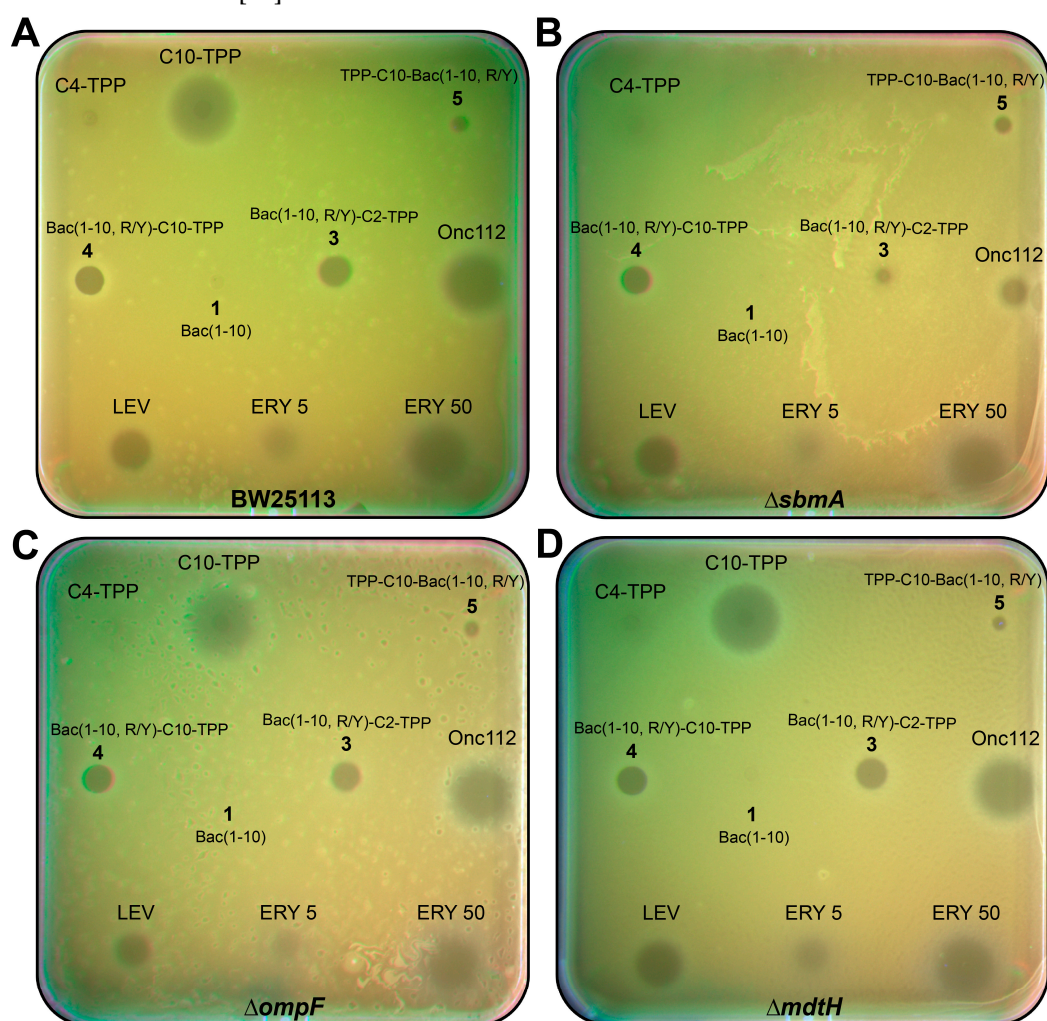 A
C10-TPP
C4-TPP
TPP-C10-Bac(1-10, R/Y)
5
Bac(1-10, R/Y)-C10-TPP
4
Bac(1-10, R/Y)-C2-TPP
3
Onc112
1
Bac(1-10)
LEV
ERY 5
ERY 50
BW25113
B
C4-TPP
TPP-C10-Bac(1-10, R/Y)
5
Bac(1-10, R/Y)-C10-TPP
4
Bac(1-10, R/Y)-C2-TPP
3
Onc112
1
Bac(1-10)
LEV
ERY 5
ERY 50
ΔsbmA
C
C10-TPP
C4-TPP
TPP-C10-Bac(1-10, R/Y)
5
Bac(1-10, R/Y)-C10-TPP
4
Bac(1-10, R/Y)-C2-TPP
3
Onc112
1
Bac(1-10)
LEV
ERY 5
ERY 50
ΔompF
D
C10-TPP
C4-TPP
TPP-C10-Bac(1-10, R/Y)
5
Bac(1-10, R/Y)-C10-TPP
4
Bac(1-10, R/Y)-C2-TPP
3
Onc112
1
Bac(1-10)
LEV
ERY 5
ERY 50
ΔmdtH